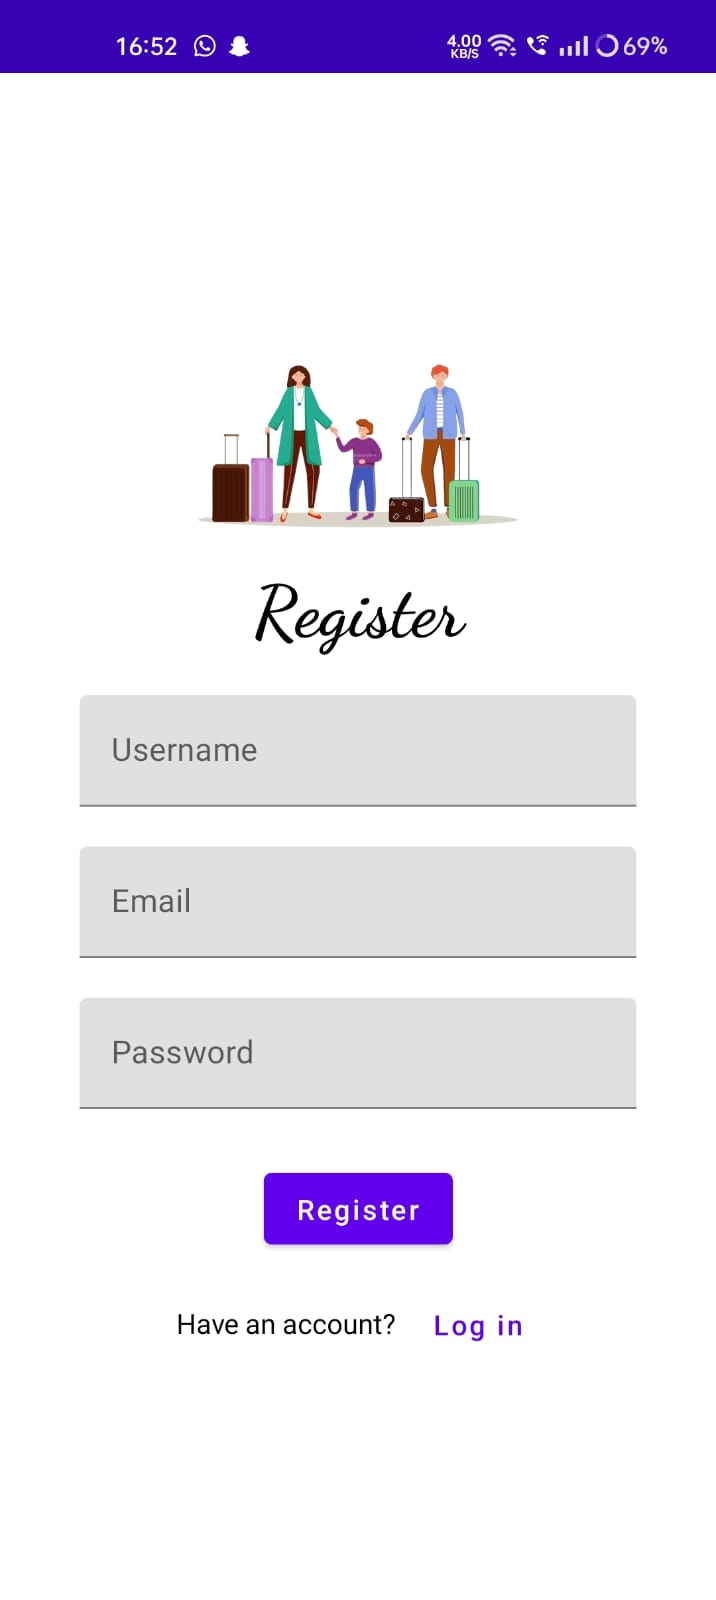 16:52 4.00 KB/S 69%
Register
Username
Email
Password
Register
Have an account? Log in